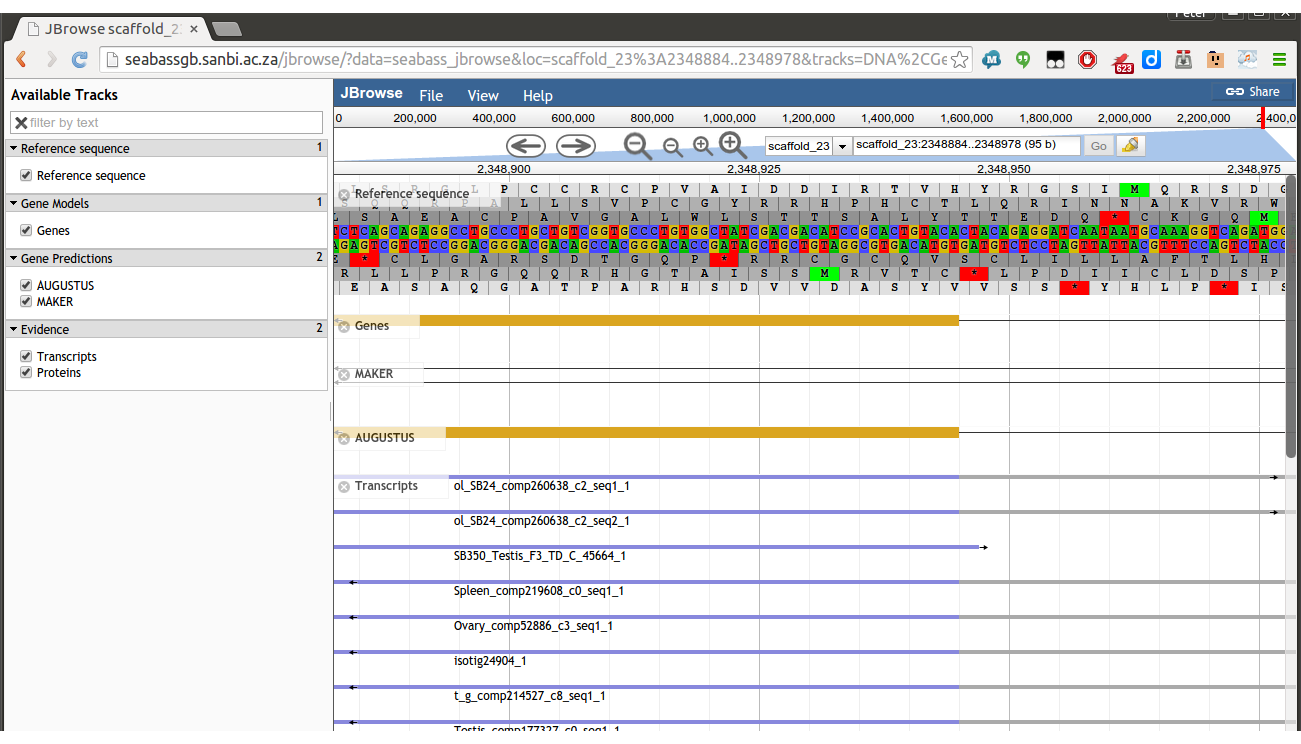 Peter
JBrowse scaffold_2
seabassgb.sanbi.ac.za/jbrowse/?data=seabass_jbrowse&loc=scaffold_23%3A2348884..2348978&tracks=DNA%2CGe
623
Available Tracks
filter by text
Reference sequence 1
Reference sequence
Gene Models 1
Genes
Gene Predictions 2
AUGUSTUS
MAKER
Evidence 2
Transcripts
Proteins
JBrowse File View Help Share
0 200,000 400,000 600,000 800,000 1,000,000 1,200,000 1,400,000 1,600,000 1,800,000 2,000,000 2,200,000 2,400,0
scaffold_23 scaffold_23:2348884..2348978 (95 b) Go
2,348,900 2,348,925 2,348,950 2,348,975
Reference sequence
P C C R C P V A I D D I R T V H Y R G S I M Q R S D
L L S V P C G Y R R H P H C T L Q R I N N A K V R W
S A E A C P A V G A L W L S T T S A L Y T T E D Q * C K G Q M
* C L G A R S D T G Q P * R R C G C Q V S C L I L L A F T L H
R L L P R G Q Q R H G T A I S S M R V T C * L P D I I C L D S P
E A S A Q G A T P A R H S D V V D A S Y V V S S * Y H L P * I S
Genes
MAKER
AUGUSTUS
Transcripts
ol_SB24_comp260638_c2_seq1_1
ol_SB24_comp260638_c2_seq2_1
SB350_Testis_F3_TD_C_45664_1
Spleen_comp219608_c0_seq1_1
Ovary_comp52886_c3_seq1_1
isotig24904_1
t_g_comp214527_c8_seq1_1
Testis_comp177327_c0_seq1_1